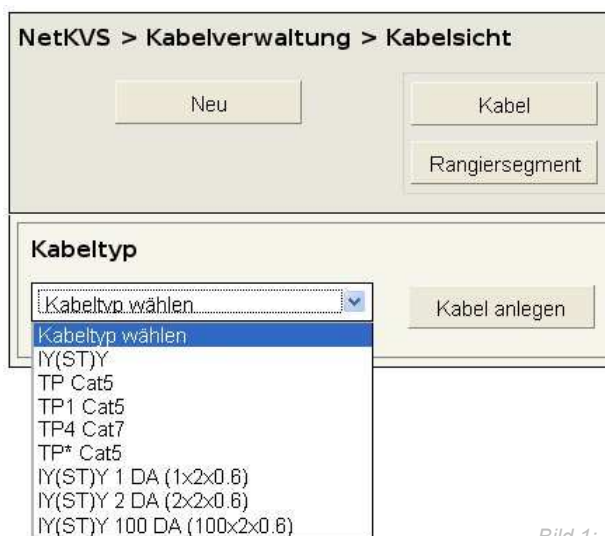 NetKVS > Kabelverwaltung > Kabelsicht
Neu
Kabel
Rangiersegment
Kabeltyp
Kabeltyp wählen
Kabel anlegen
Kabeltyp wählen
IY(ST)Y
TP Cat5
TP1 Cat5
TP4 Cat7
TP* Cat5
IY(ST)Y 1 DA (1x2x0.6)
IY(ST)Y 2 DA (2x2x0.6)
IY(ST)Y 100 DA (100x2x0.6)
Bild 1: